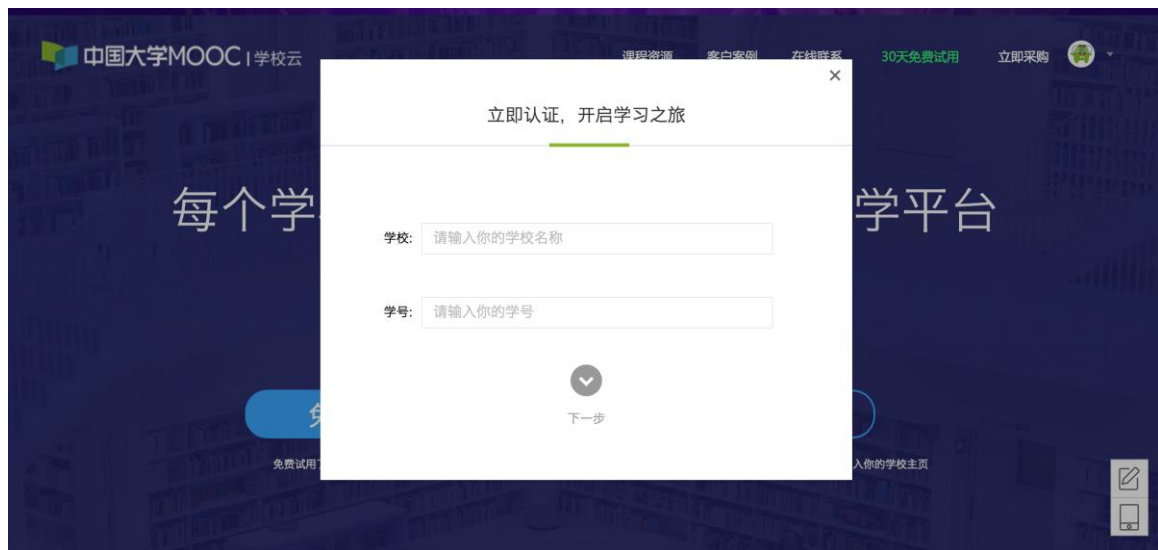 中国大学MOOC | 学校云
课程资源 客户案例 在线联系 30天免费试用 立即采购
×
立即认证，开启学习之旅
每个学 学平台
学校: 请输入你的学校名称
学号: 请输入你的学号
下一步
免费试用 入你的学校主页